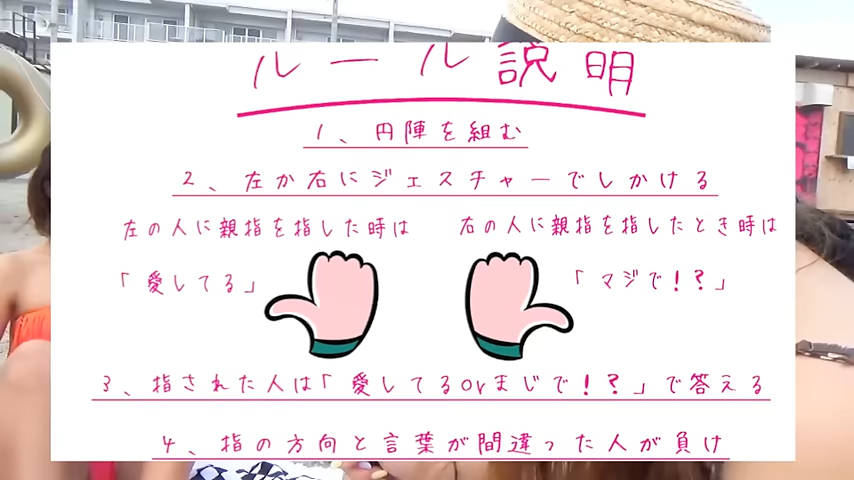 ルール説明
1、円陣を組む
2、左か右にジェスチャーでしかける
左の人に親指を指した時は
右の人に親指を指したとき時は
「愛してる」
「マジで!?」
3、指された人は「愛してるorまじで!?」で答える
4、指の方向と言葉が間違った人が負け